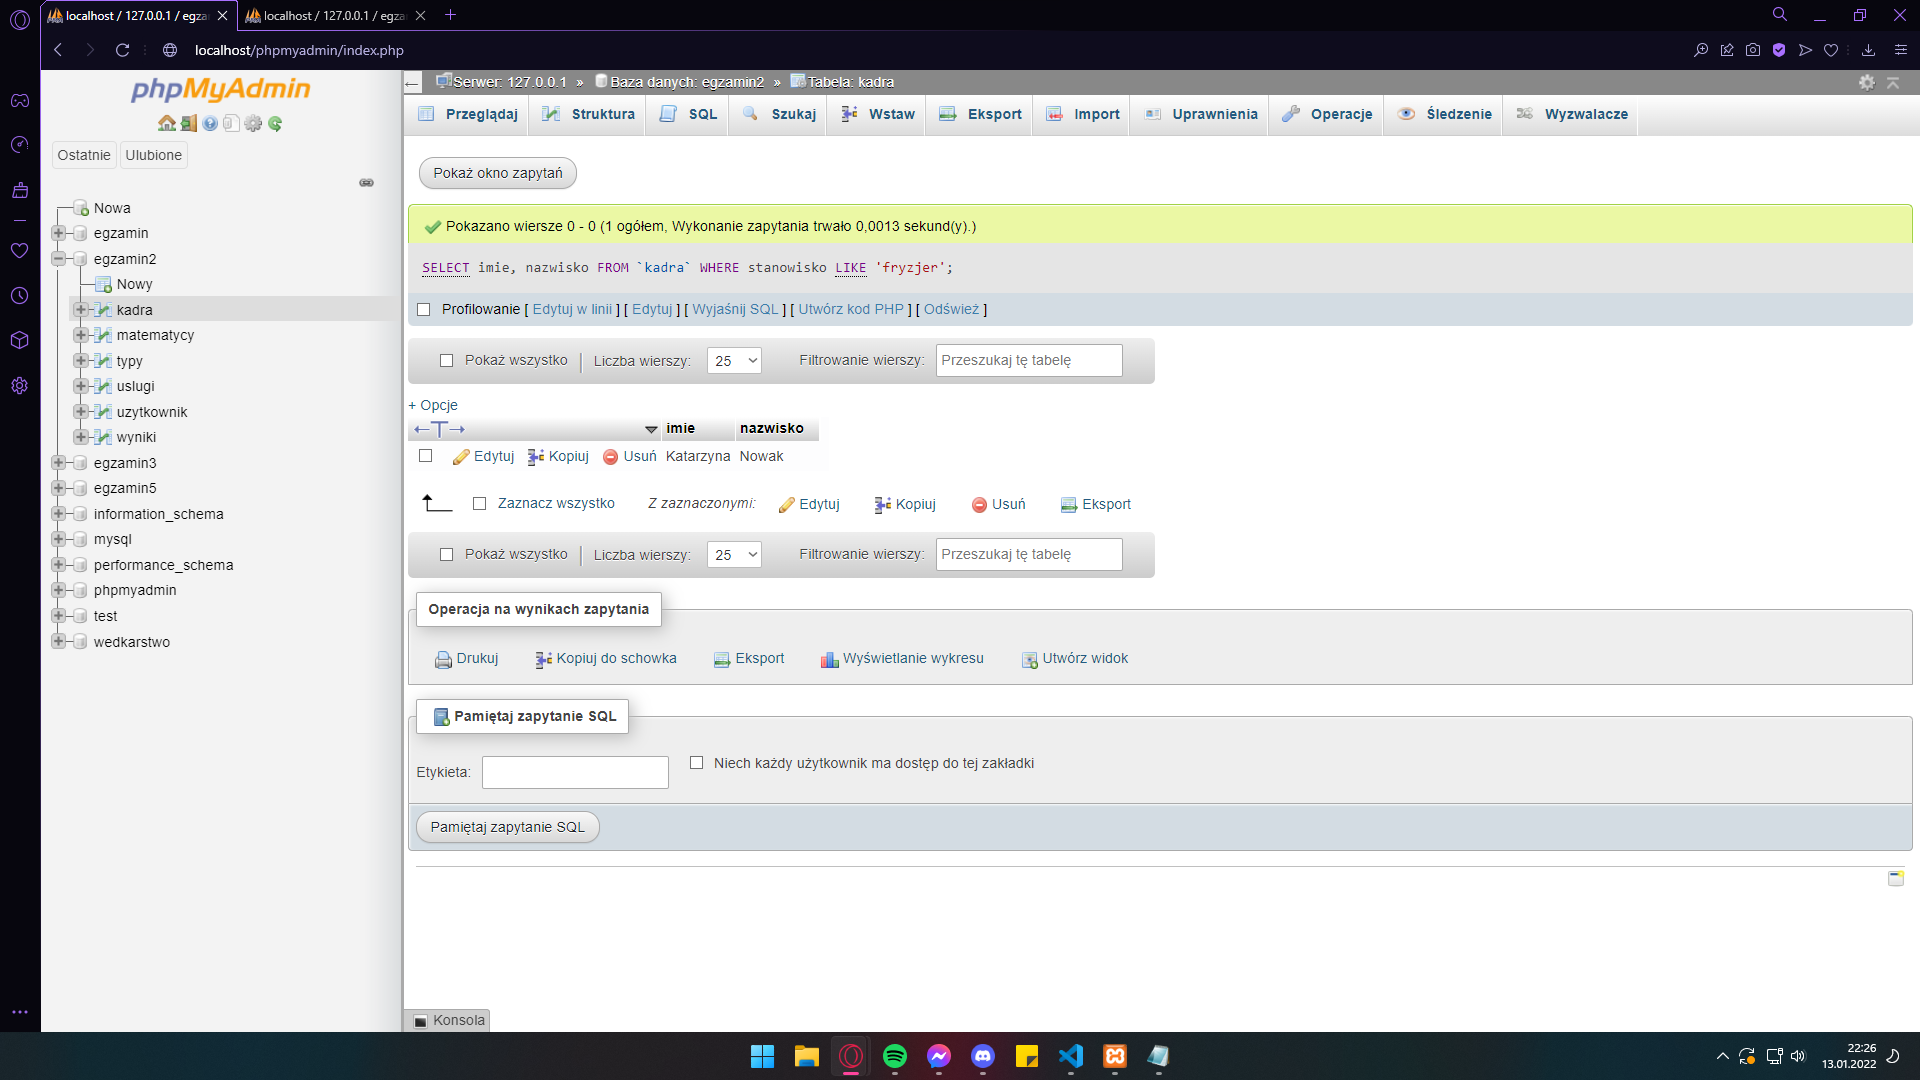 localhost / 127.0.0.1 / egza
localhost / 127.0.0.1 / egza
localhost/phpmyadmin/index.php
phpMyAdmin
Ostatnie Ulubione
Nowa
egzamin
egzamin2
Nowy
kadra
matematycy
typy
uslugi
uzytkownik
wyniki
egzamin3
egzamin5
information_schema
mysql
performance_schema
phpmyadmin
test
wedkarstwo
Serwer: 127.0.0.1 » Baza danych: egzamin2 » Tabela: kadra
Przeglądaj Struktura SQL Szukaj Wstaw Eksport Import Uprawnienia Operacje Śledzenie Wyzwalacze
Pokaż okno zapytań
Pokazano wiersze 0 - 0 (1 ogółem, Wykonanie zapytania trwało 0,0013 sekund(y).)
SELECT imie, nazwisko FROM `kadra` WHERE stanowisko LIKE 'fryzjer';
Profilowanie [ Edytuj w linii ] [ Edytuj ] [ Wyjaśnij SQL ] [ Utwórz kod PHP ] [ Odśwież ]
Pokaż wszystko | Liczba wierszy: 25 Filtrowanie wierszy: Przeszukaj tę tabelę
+ Opcje
←T→ imie nazwisko
Edytuj Kopiuj Usuń Katarzyna Nowak
Zaznacz wszystko Z zaznaczonymi: Edytuj Kopiuj Usuń Eksport
Pokaż wszystko | Liczba wierszy: 25 Filtrowanie wierszy: Przeszukaj tę tabelę
Operacja na wynikach zapytania
Drukuj Kopiuj do schowka Eksport Wyświetlanie wykresu Utwórz widok
Pamiętaj zapytanie SQL
Etykieta: Niech każdy użytkownik ma dostęp do tej zakładki
Pamiętaj zapytanie SQL
Konsola
22:26
13.01.2022